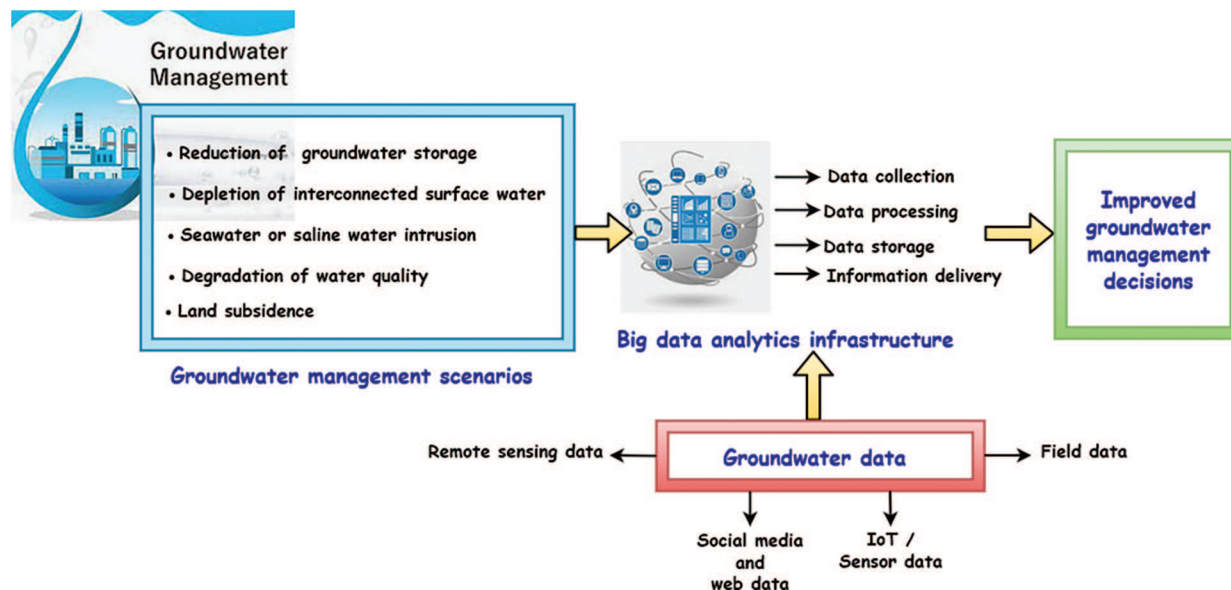 Groundwater
Management
• Reduction of groundwater storage
• Depletion of interconnected surface water
• Seawater or saline water intrusion
• Degradation of water quality
• Land subsidence
Groundwater management scenarios
Data collection
Data processing
Data storage
Information delivery
Big data analytics infrastructure
Improved
groundwater
management
decisions
Groundwater data
Remote sensing data
Field data
Social media
and
web data
IoT /
Sensor data